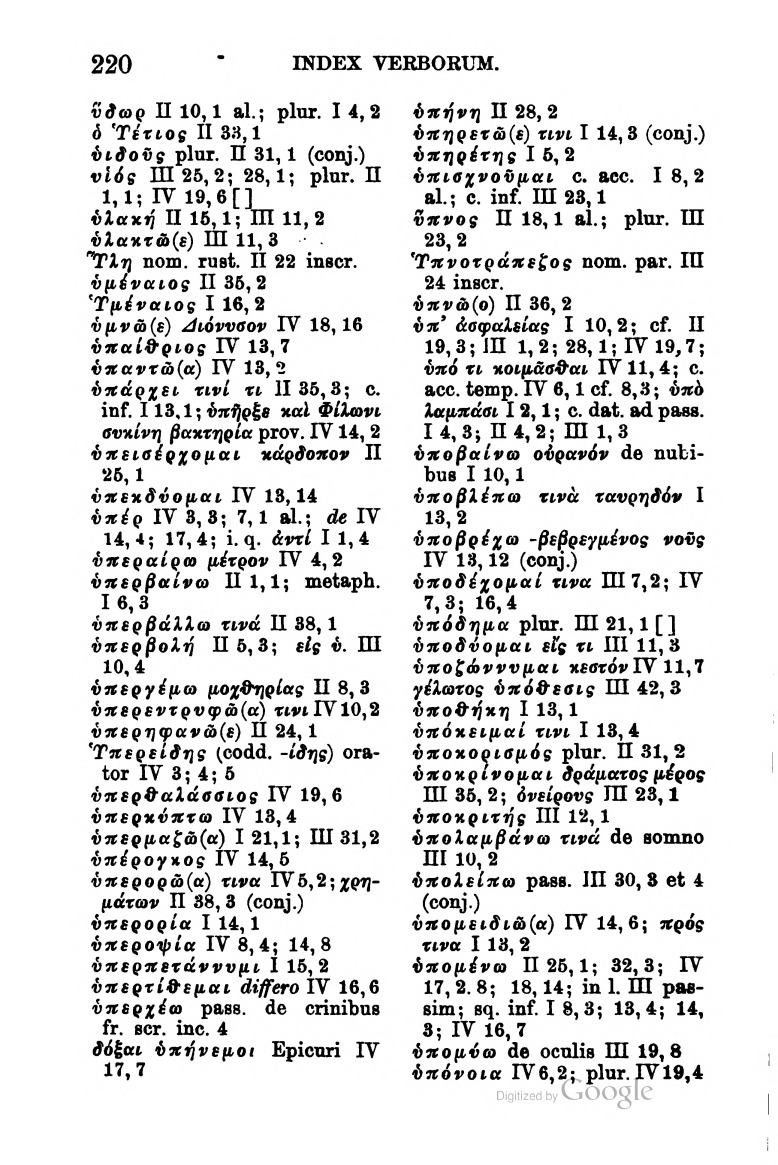 220
INDEX VERBORUM.
ὕδωρ II 10, 1 al.; plur. I 4, 2
ὁ Ὑέτιος II 33, 1
ὑιδοῦς plur. II 31, 1 (conj.)
υἱός III 25, 2; 28, 1; plur. II
1, 1; IV 19, 6 [ ]
ὑλακή II 15, 1; III 11, 2
ὑλακτῶ(ε) III 11, 3
Ὕλη nom. rust. II 22 inscr.
ὑμέναιος II 35, 2
Ὑμέναιος I 16, 2
ὑμνῶ(ε) Διόνυσον IV 18, 16
ὑπαίθριος IV 13, 7
ὑπαντῶ(α) IV 13, 2
ὑπάρχει τινί τι II 35, 3; c.
inf. I 13, 1; ὑπῆρξε καὶ Φίλωνι
συκίνη βακτηρία prov. IV 14, 2
ὑπεισέρχομαι κάρδοπον II
25, 1
ὑπεκδύομαι IV 13, 14
ὑπέρ IV 3, 3; 7, 1 al.; de IV
14, 4; 17, 4; i. q. ἀντί I 1, 4
ὑπεραίρω μέτρον IV 4, 2
ὑπερβαίνω II 1, 1; metaph.
I 6, 3
ὑπερβάλλω τινά II 38, 1
ὑπερβολή II 5, 3; εἰς ὑ. III
10, 4
ὑπεργέμω μοχθηρίας II 8, 3
ὑπερεντρυφῶ(α) τινι IV 10, 2
ὑπερηφανῶ(ε) II 24, 1
Ὑπερείδης (codd. -ίδης) ora-
tor IV 3; 4; 5
ὑπερθαλάσσιος IV 19, 6
ὑπερκύπτω IV 13, 4
ὑπερμαζῶ(α) I 21, 1; III 31, 2
ὑπέρογκος IV 14, 5
ὑπερορῶ(α) τινα IV 5, 2; χρη-
μάτων II 38, 3 (conj.)
ὑπερορία I 14, 1
ὑπεροψία IV 8, 4; 14, 8
ὑπερπετάννυμι I 15, 2
ὑπερτίθεμαι differo IV 16, 6
ὑπερχέω pass. de crinibus
fr. scr. inc. 4
δόξαι ὑπήνεμοι Epicuri IV
17, 7
ὑπήνη II 28, 2
ὑπηρετῶ(ε) τινι I 14, 3 (conj.)
ὑπηρέτης I 5, 2
ὑπισχνοῦμαι c. acc. I 8, 2
al.; c. inf. III 23, 1
ὕπνος II 18, 1 al.; plur. III
23, 2
Ὑπνοτράπεζος nom. par. III
24 inscr.
ὑπνῶ(ο) II 36, 2
ὑπ' ἀσφαλείας I 10, 2; cf. II
19, 3; III 1, 2; 28, 1; IV 19, 7;
ὑπό τι κοιμᾶσθαι IV 11, 4; c.
acc. temp. IV 6, 1 cf. 8, 3; ὑπὸ
λαμπάσι I 2, 1; c. dat. ad pass.
I 4, 3; II 4, 2; III 1, 3
ὑποβαίνω οὐρανόν de nubi-
bus I 10, 1
ὑποβλέπω τινὰ ταυρηδόν I
13, 2
ὑποβρέχω -βεβρεγμένος νοῦς
IV 13, 12 (conj.)
ὑποδέχομαί τινα III 7, 2; IV
7, 3; 16, 4
ὑπόδημα plur. III 21, 1 [ ]
ὑποδύομαι εἴς τι III 11, 3
ὑποζώννυμαι κεστόν IV 11, 7
γέλωτος ὑπόθεσις III 42, 3
ὑποθήκη I 13, 1
ὑπόκειμαί τινι I 13, 4
ὑποκορισμός plur. II 31, 2
ὑποκρίνομαι δράματος μέρος
III 35, 2; ὀνείρους III 23, 1
ὑποκριτής III 12, 1
ὑπολαμβάνω τινά de somno
III 10, 2
ὑπολείπω pass. III 30, 3 et 4
(conj.)
ὑπομειδιῶ(α) IV 14, 6; πρός
τινα I 13, 2
ὑπομένω II 25, 1; 32, 3; IV
17, 2. 8; 18, 14; in l. III pas-
sim; sq. inf. I 8, 3; 13, 4; 14,
3; IV 16, 7
ὑπομύω de oculis III 19, 3
ὑπόνοια IV 6, 2; plur. IV 19, 4
Digitized by Google